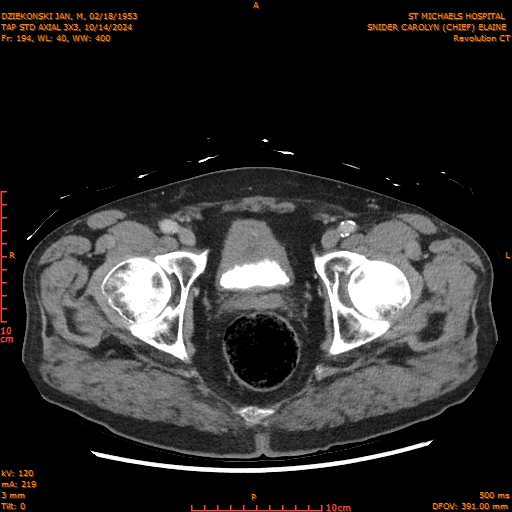 A
DZIEKONSKI JAN, M, 02/18/1953
TAP STD AXIAL 3X3, 10/14/2024
Fr: 194, WL: 40, WW: 400
ST MICHAELS HOSPITAL
SNIDER CAROLYN (CHIEF) ELAINE
Revolution CT
R
L
10
cm
kV: 120
mA: 219
3 mm
Tilt: 0
P
10cm
500 ms
DFOV: 391.00 mm